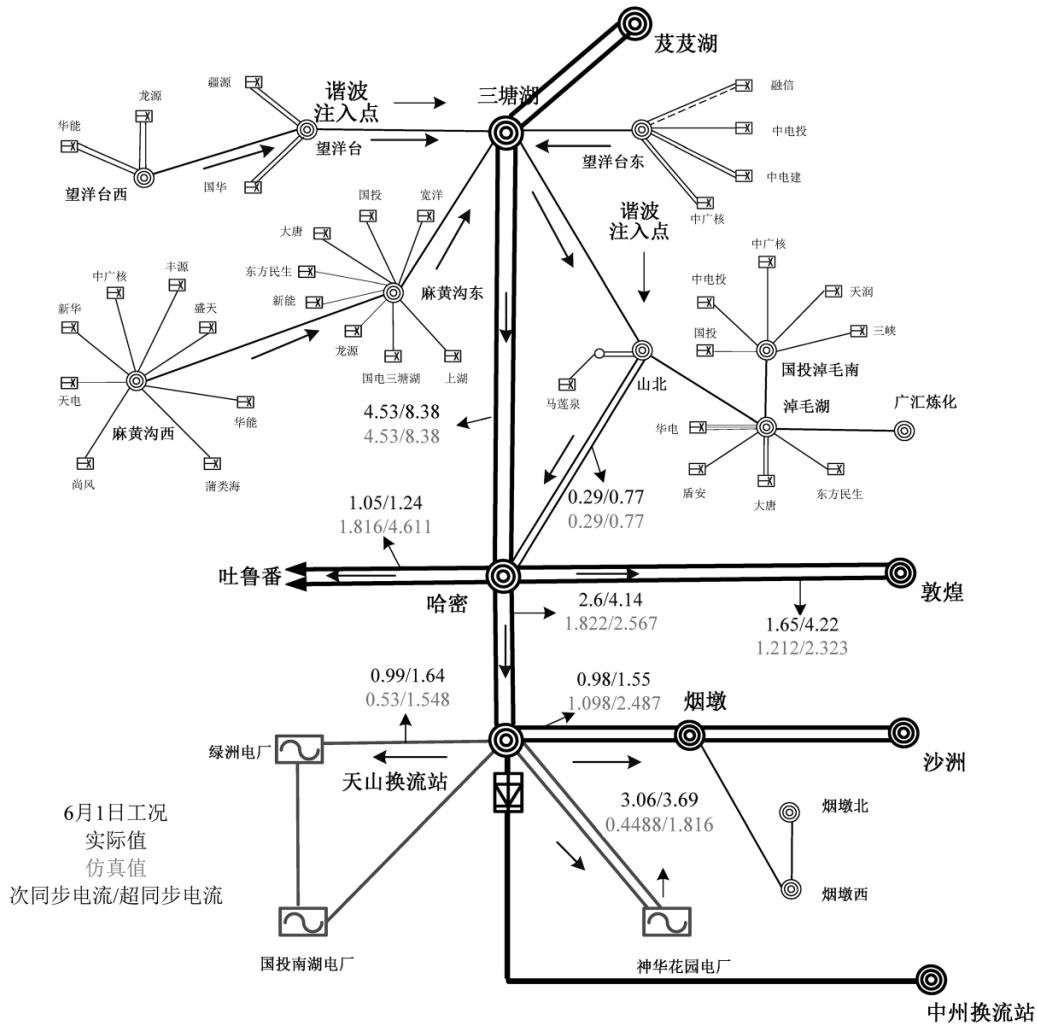 芨芨湖
疆源
龙源
华能
谐波
注入点
三塘湖
融信
中电投
望洋台
望洋台东
中电建
望洋台西
国华
中广核
国投
宽洋
谐波
注入点
大唐
中广核
东方民生
麻黄沟东
中广核
丰源
中电投
天润
新能
新华
盛天
龙源
国投
三峡
国电三塘湖
上湖
山北
国投淖毛南
天电
马莲泉
华能
淖毛湖
广汇炼化
麻黄沟西
4.53/8.38
4.53/8.38
华电
尚风
蒲类海
盾安
大唐
东方民生
1.05/1.24
1.816/4.611
0.29/0.77
0.29/0.77
吐鲁番
哈密
敦煌
2.6/4.14
1.822/2.567
1.65/4.22
1.212/2.323
0.99/1.64
0.53/1.548
0.98/1.55
1.098/2.487
烟墩
绿洲电厂
天山换流站
沙洲
6月1日工况
实际值
仿真值
次同步电流/超同步电流
3.06/3.69
0.4488/1.816
烟墩北
烟墩西
国投南湖电厂
神华花园电厂
中州换流站